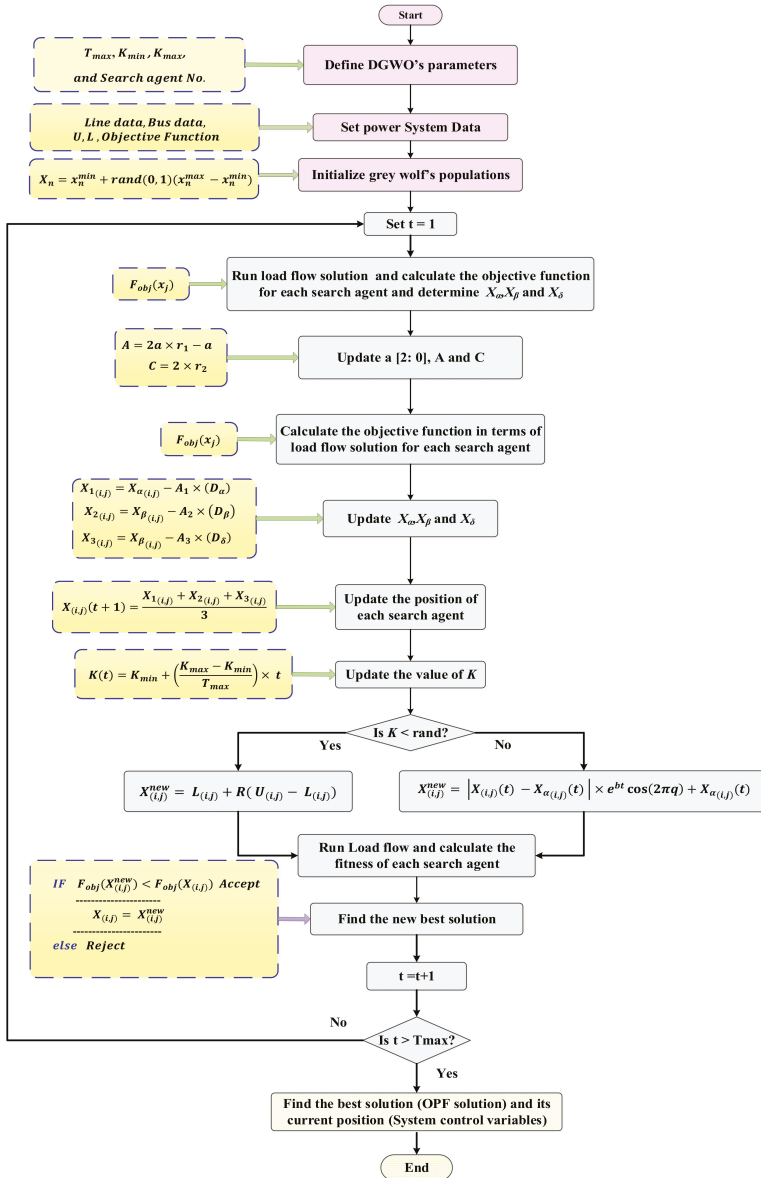 Start
T_max, K_min, K_max,
and Search agent No.
Define DGWO's parameters
Line data, Bus data,
U, L, Objective Function
Set power System Data
X_n = x_n^min + rand(0, 1)(x_n^max − x_n^min)
Initialize grey wolf's populations
Set t = 1
F_obj(x_j)
Run load flow solution and calculate the objective function
for each search agent and determine X_α, X_β and X_δ
A = 2a × r_1 − a
C = 2 × r_2
Update a [2: 0], A and C
F_obj(x_j)
Calculate the objective function in terms of
load flow solution for each search agent
X_1(i,j) = X_α(i,j) − A_1 × (D_α)
X_2(i,j) = X_β(i,j) − A_2 × (D_β)
X_3(i,j) = X_β(i,j) − A_3 × (D_δ)
Update X_α, X_β and X_δ
X_(i,j)(t + 1) = (X_1(i,j) + X_2(i,j) + X_3(i,j)) / 3
Update the position of
each search agent
K(t) = K_min + ((K_max − K_min) / T_max) × t
Update the value of K
Is K < rand?
Yes
No
X_(i,j)^new = L_(i,j) + R( U_(i,j) − L_(i,j))
X_(i,j)^new = |X_(i,j)(t) − X_α(i,j)(t)| × e^bt cos(2πq) + X_α(i,j)(t)
Run Load flow and calculate the
fitness of each search agent
IF F_obj(X_(i,j)^new) < F_obj(X_(i,j)) Accept
X_(i,j) = X_(i,j)^new
else Reject
Find the new best solution
t =t+1
No
Is t > Tmax?
Yes
Find the best solution (OPF solution) and its
current position (System control variables)
End